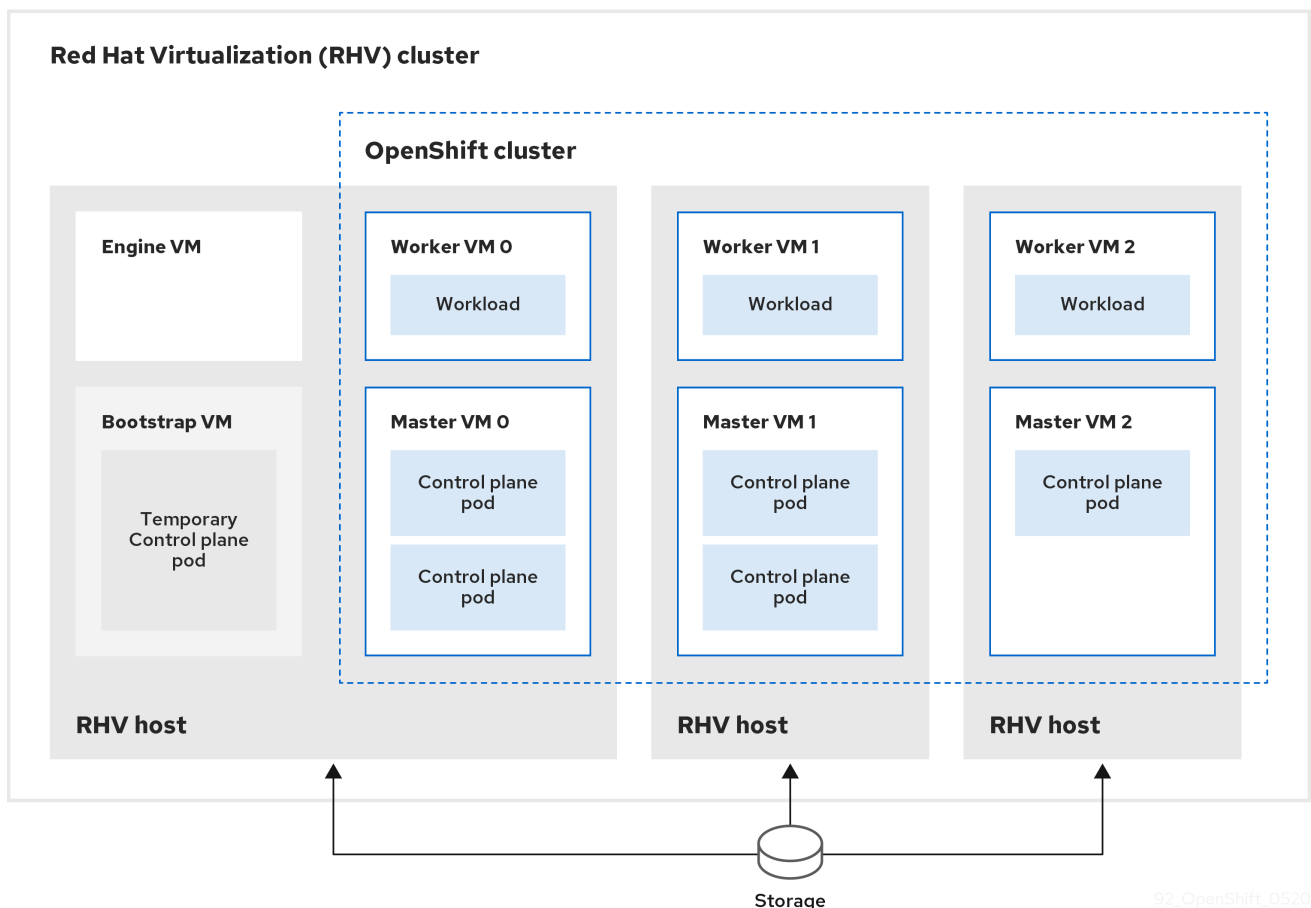 Red Hat Virtualization (RHV) cluster
OpenShift cluster
Engine VM
Bootstrap VM
Temporary
Control plane
pod
Worker VM 0
Workload
Master VM 0
Control plane
pod
Control plane
pod
RHV host
Worker VM 1
Workload
Master VM 1
Control plane
pod
Control plane
pod
RHV host
Worker VM 2
Workload
Master VM 2
Control plane
pod
RHV host
Storage
92_OpenShift_0520